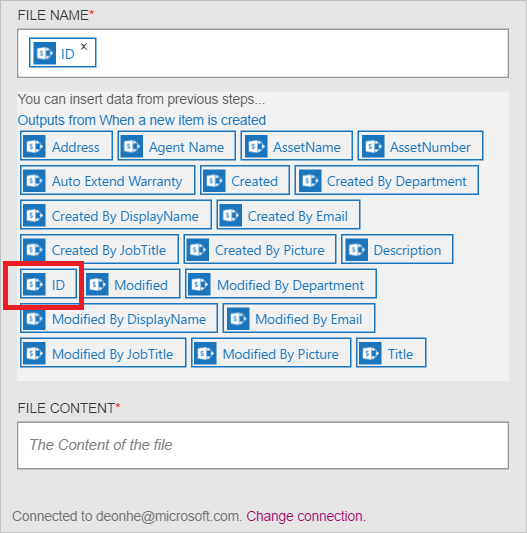 FILE NAME*
ID x
You can insert data from previous steps...
Outputs from When a new item is created
Address Agent Name AssetName AssetNumber
Auto Extend Warranty Created Created By Department
Created By DisplayName Created By Email
Created By JobTitle Created By Picture Description
ID Modified Modified By Department
Modified By DisplayName Modified By Email
Modified By JobTitle Modified By Picture Title
FILE CONTENT*
The Content of the file
Connected to deonhe@microsoft.com. Change connection.